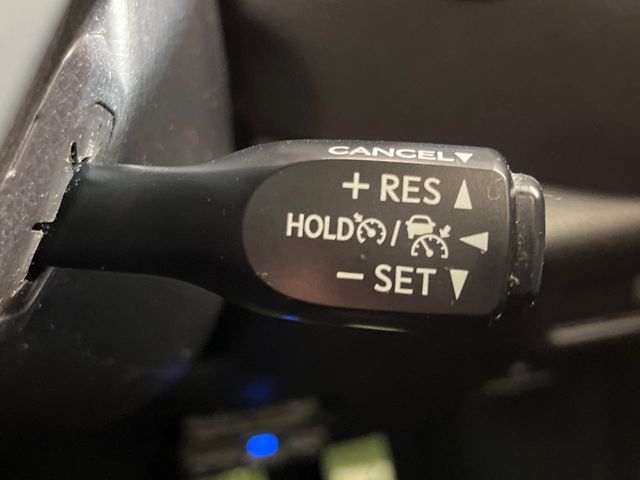 CANCEL
+ RES
HOLD /
- SET